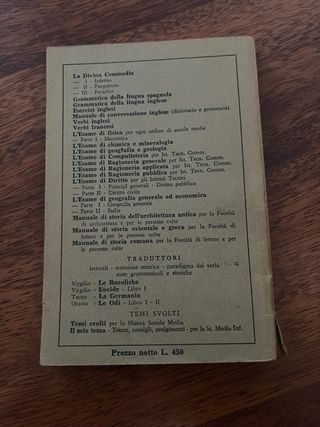 La Divina Commedia
— I - Inferno
— II - Purgatorio
— III - Paradiso
Grammatica della lingua spagnola
Grammatica della lingua inglese
Esercizi inglesi
Manuale di conversazione inglese (dizionario e pronuncia)
Verbi inglesi
Verbi francesi
L'Esame di fisica per ogni ordine di scuole medie
— Parte I - Meccanica
L'Esame di chimica e mineralogia
L'Esame di geografia e geologia
L'Esame di Computisteria per Ist. Tecn. Comm.
L'Esame di Ragioneria generale per Ist. Tecn. Comm.
L'Esame di Ragioneria applicata per Ist. Tecn. Comm.
L'Esame di Ragioneria pubblica per Ist. Tecn. Comm.
L'Esame di Diritto per gli Istituti Tecnici
— Parte I - Principî generali - Diritto pubblico
— Parte II - Diritto civile
L'Esame di geografia generale ed economica
— Parte I - Geografia generale
— Parte II - Italia
Manuale di storia dell'architettura antica per la Facoltà
di architettura e per le persone colte
Manuale di storia orientale e greca per la Facoltà di
lettere e per le persone colte
Manuale di storia romana per la Facoltà di lettere e per
le persone colte
TRADUTTORI
letterali - scansione metrica - paradigma dei verbi
note grammaticali e storiche
Virgilio - Le Bucoliche
Virgilio - Eneide - Libro I
Tacito - La Germania
Orazio - Le Odi - Libro I - II
TEMI SVOLTI
Temi svolti per la Nuova Scuola Media
Il mio tema - Tracce, consigli, svolgimenti - per la Sc. Media Inf.
Prezzo netto L. 450